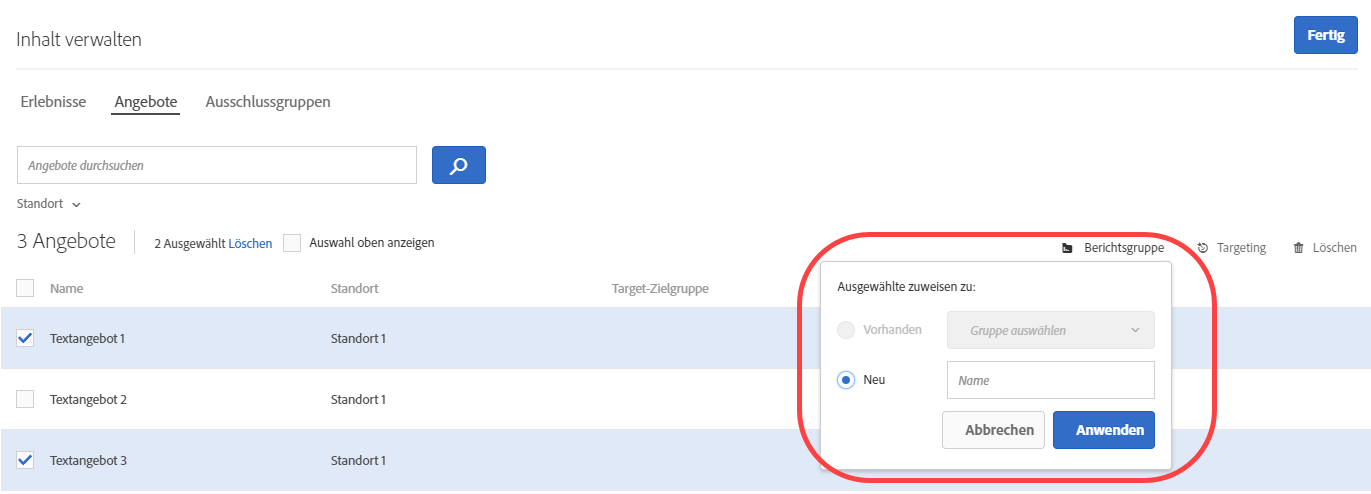 Inhalt verwalten
Fertig
Erlebnisse Angebote Ausschlussgruppen
Angebote durchsuchen
Standort
3 Angebote 2 Ausgewählt Löschen Auswahl oben anzeigen
Berichtsgruppe Targeting Löschen
Name Standort Target-Zielgruppe
Textangebot 1 Standort 1
Textangebot 2 Standort 1
Textangebot 3 Standort 1
Ausgewählte zuweisen zu:
Vorhanden Gruppe auswählen
Neu Name
Abbrechen Anwenden